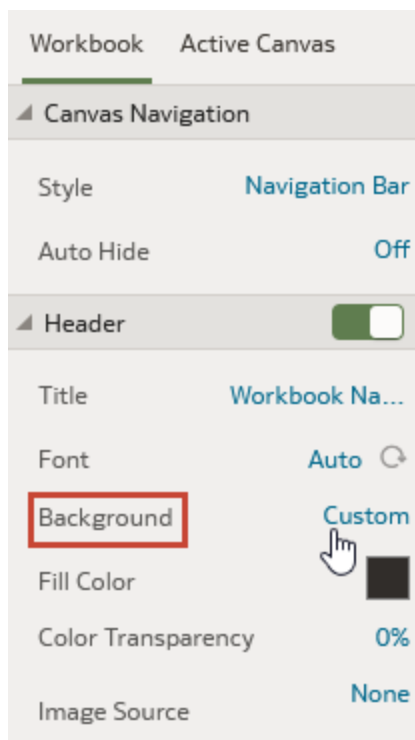 Workbook Active Canvas
Canvas Navigation
Style Navigation Bar
Auto Hide Off
Header
Title Workbook Na...
Font Auto
Background Custom
Fill Color
Color Transparency 0%
Image Source None